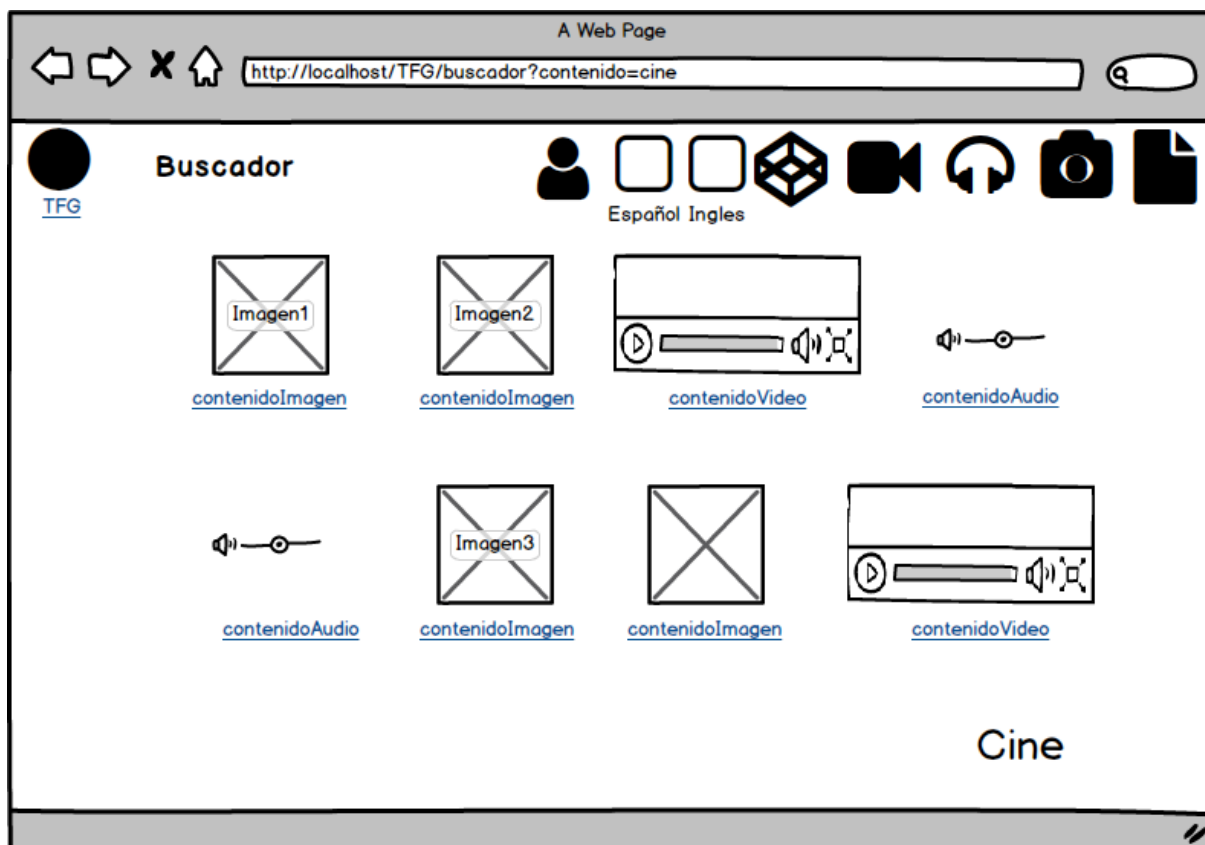 A Web Page
http://localhost/TFG/buscador?contenido=cine
TFG
Buscador
Español Ingles
Imagen1
Imagen2
contenidoImagen
contenidoImagen
contenidoVideo
contenidoAudio
Imagen3
contenidoAudio
contenidoImagen
contenidoImagen
contenidoVideo
Cine